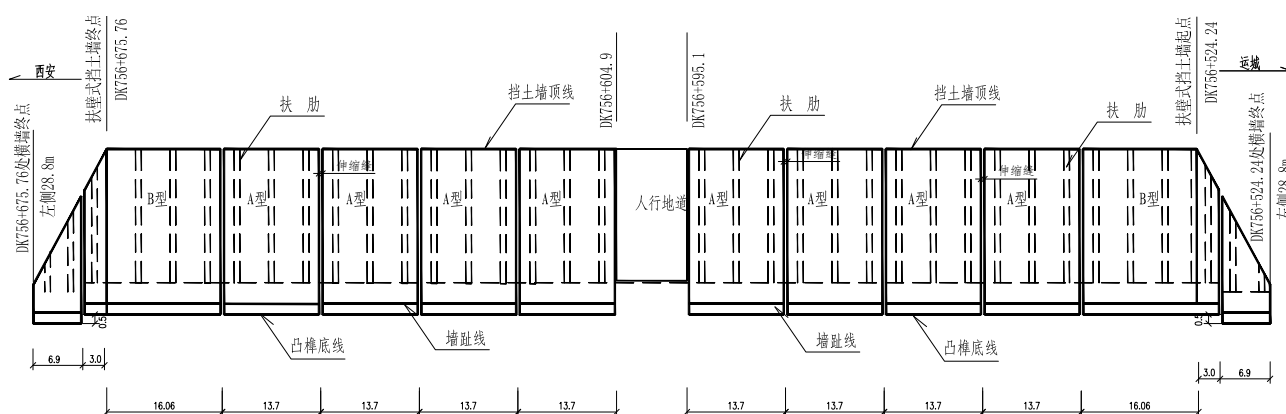 扶壁式挡土墙终点
DK756+675.76
西安
DK756+675.76处横墙终点
左侧28.8m
扶 肋
挡土墙顶线
DK756+604.9
DK756+595.1
扶 肋
挡土墙顶线
扶 肋
扶壁式挡土墙起点
DK756+524.24
运城
DK756+524.24处横墙终点
左侧28.8m
伸缩缝
伸缩缝
伸缩缝
B型
A型
A型
A型
A型
人行地道
A型
A型
A型
A型
B型
0.5
凸榫底线
墙趾线
墙趾线
凸榫底线
0.5
6.9
3.0
3.0
6.9
16.06
13.7
13.7
13.7
13.7
13.7
13.7
13.7
13.7
16.06